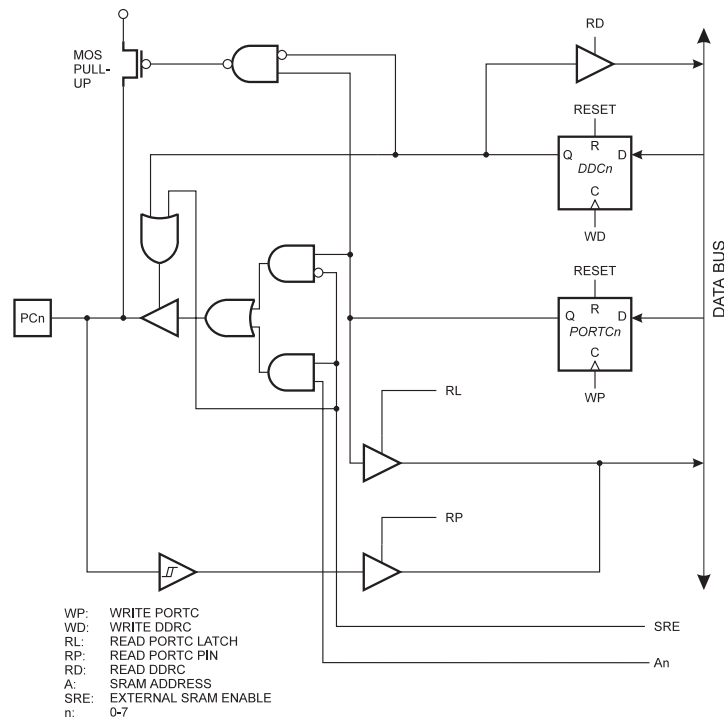 MOS
PULL-
UP
RD
RESET
R
Q
D
DDCn
C
WD
RESET
R
Q
D
PORTCn
C
WP
PCn
DATA BUS
RL
RP
SRE
An
WP: WRITE PORTC
WD: WRITE DDRC
RL: READ PORTC LATCH
RP: READ PORTC PIN
RD: READ DDRC
A: SRAM ADDRESS
SRE: EXTERNAL SRAM ENABLE
n: 0-7